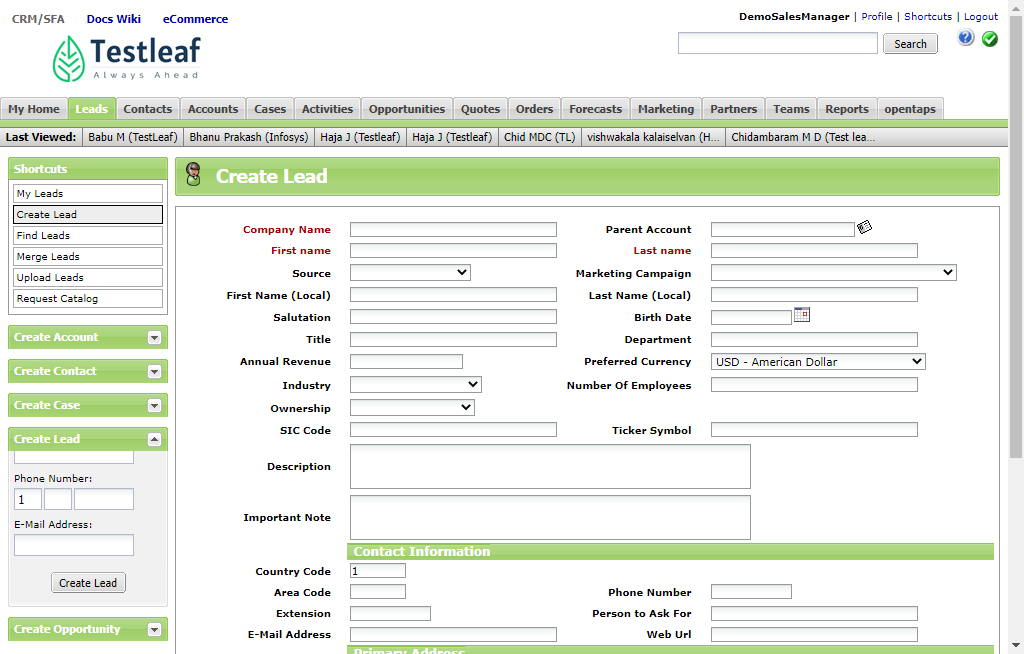 CRM/SFA Docs Wiki eCommerce
DemoSalesManager | Profile | Shortcuts | Logout
Testleaf
Always Ahead
Search
My Home Leads Contacts Accounts Cases Activities Opportunities Quotes Orders Forecasts Marketing Partners Teams Reports opentaps
Last Viewed: Babu M (TestLeaf) Bhanu Prakash (Infosys) Haja J (Testleaf) Haja J (Testleaf) Chid MDC (TL) vishwakala kalaiselvan (H... Chidambaram M D (Test lea...
Shortcuts
My Leads
Create Lead
Find Leads
Merge Leads
Upload Leads
Request Catalog
Create Account
Create Contact
Create Case
Create Lead
Phone Number:
1
E-Mail Address:
Create Lead
Create Opportunity
Create Lead
Company Name Parent Account
First name Last name
Source Marketing Campaign
First Name (Local) Last Name (Local)
Salutation Birth Date
Title Department
Annual Revenue Preferred Currency USD - American Dollar
Industry Number Of Employees
Ownership
SIC Code Ticker Symbol
Description
Important Note
Contact Information
Country Code 1
Area Code Phone Number
Extension Person to Ask For
E-Mail Address Web Url
Primary Address